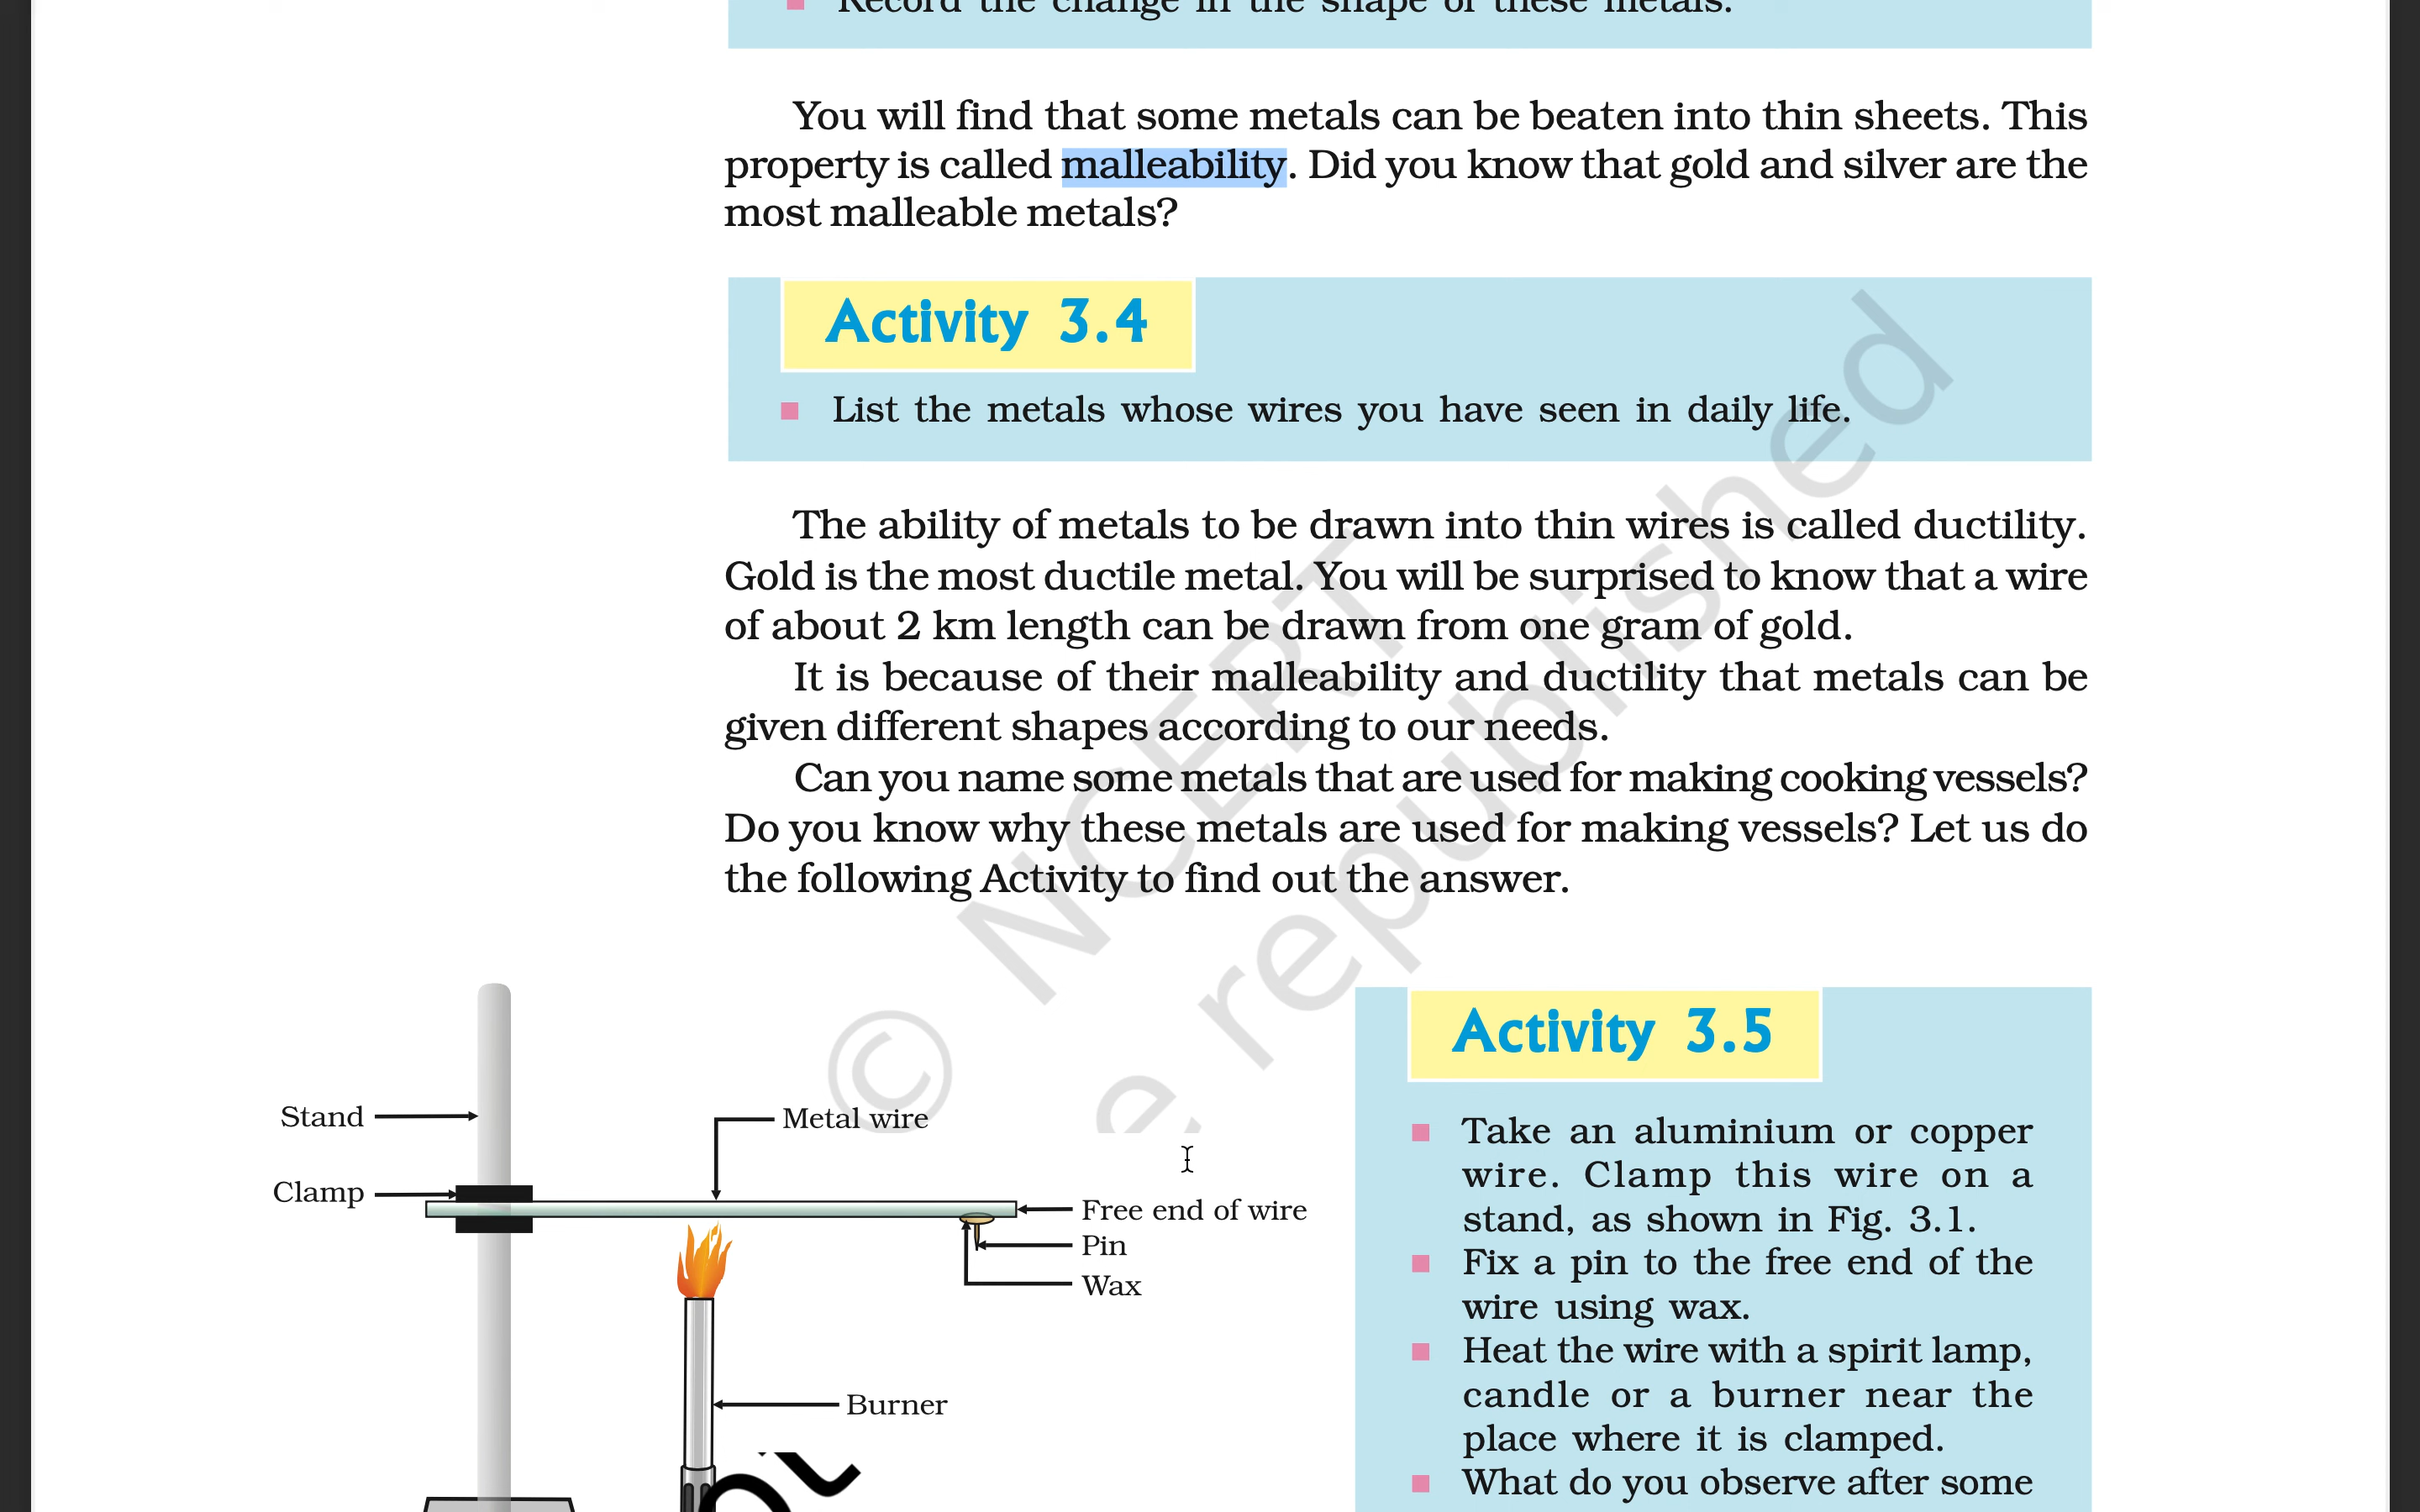 Record the change in the shape of these metals.
You will find that some metals can be beaten into thin sheets. This
property is called malleability. Did you know that gold and silver are the
most malleable metals?
Activity 3.4
List the metals whose wires you have seen in daily life.
The ability of metals to be drawn into thin wires is called ductility.
Gold is the most ductile metal. You will be surprised to know that a wire
of about 2 km length can be drawn from one gram of gold.
It is because of their malleability and ductility that metals can be
given different shapes according to our needs.
Can you name some metals that are used for making cooking vessels?
Do you know why these metals are used for making vessels? Let us do
the following Activity to find out the answer.
© NCERT
e republished
Stand
Metal wire
Clamp
Free end of wire
Pin
Wax
Burner
Activity 3.5
Take an aluminium or copper
wire. Clamp this wire on a
stand, as shown in Fig. 3.1.
Fix a pin to the free end of the
wire using wax.
Heat the wire with a spirit lamp,
candle or a burner near the
place where it is clamped.
What do you observe after some